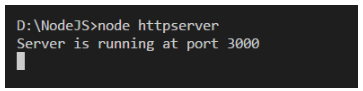 D:\NodeJS>node httpserver
Server is running at port 3000